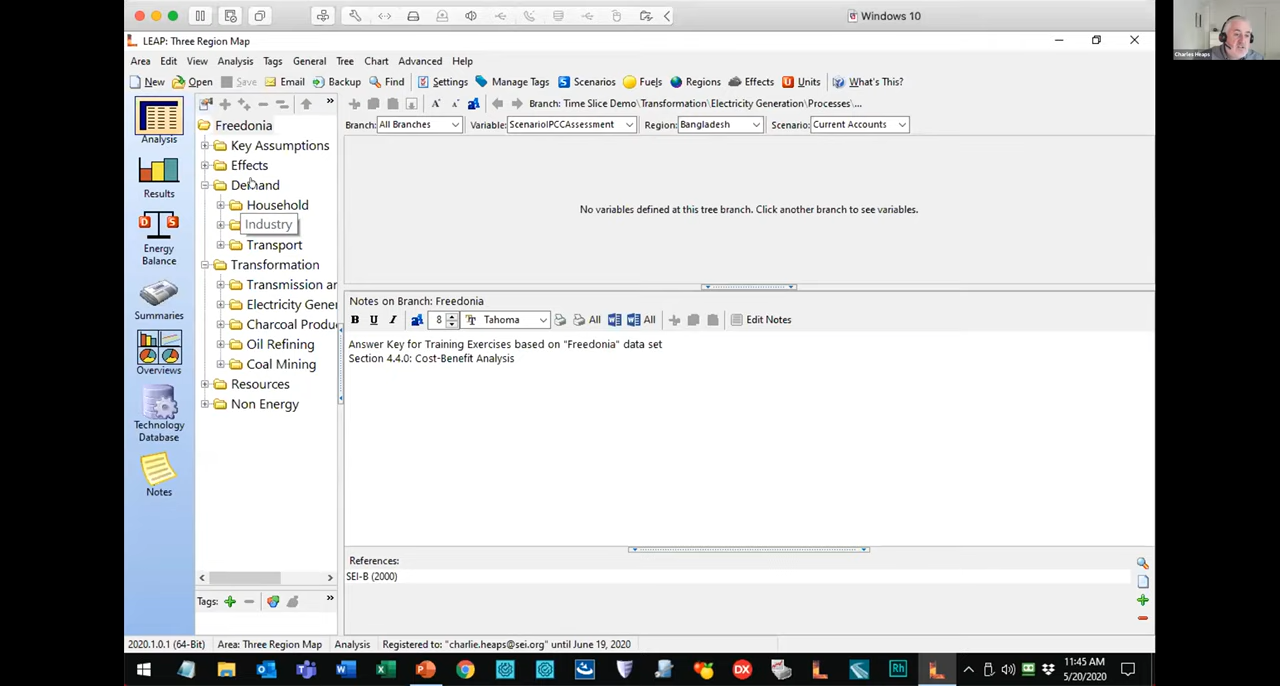 Windows 10
Charles Heaps
LEAP: Three Region Map
Area Edit View Analysis Tags General Tree Chart Advanced Help
New Open Save Email Backup Find Settings Manage Tags Scenarios Fuels Regions Effects Units What's This?
Branch: Time Slice Demo\Transformation\Electricity Generation\Processes\...
Branch: All Branches Variable: ScenarioIPCCAssessment Region: Bangladesh Scenario: Current Accounts
Analysis
Results
Energy
Balance
Summaries
Overviews
Technology
Database
Notes
Freedonia
Key Assumptions
Effects
Demand
Household
Industry
Transport
Transformation
Transmission ar
Electricity Gener
Charcoal Produ
Oil Refining
Coal Mining
Resources
Non Energy
Tags:
No variables defined at this tree branch. Click another branch to see variables.
Notes on Branch: Freedonia
B U I 8 Tahoma All All Edit Notes
Answer Key for Training Exercises based on "Freedonia" data set
Section 4.4.0: Cost-Benefit Analysis
References:
SEI-B (2000)
2020.1.0.1 (64-Bit) Area: Three Region Map Analysis Registered to: "charlie.heaps@sei.org" until June 19, 2020
11:45 AM
5/20/2020